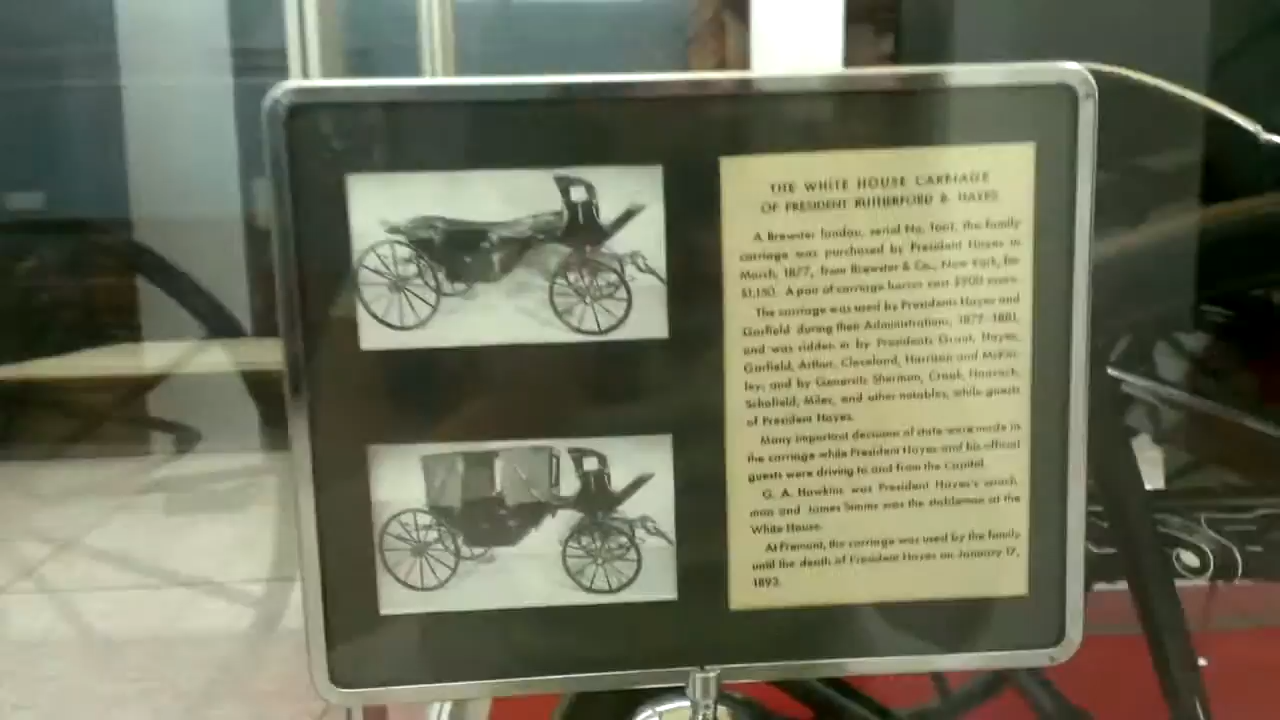 THE WHITE HOUSE CARRIAGE
OF PRESIDENT RUTHERFORD B. HAYES
A Brewster landau, serial No. the family
carriage was purchased by President Hayes in
March, 1877, from Brewster & Co., New York, for
$1,150. A pair of carriage horses cost $900 more.
The carriage was used by Presidents Hayes and
Garfield during their Administrations, 1877-1881,
and was ridden in by Presidents Grant, Hayes,
Garfield, Arthur, Cleveland, Harrison and McKin-
ley; and by Generals Sherman, Crook,
Schofield, Miles, and other notables, while guests
of President Hayes.
Many important decisions of state were made in
the carriage while President Hayes and his official
guests were driving to and from the Capitol.
G. A. Hawkins was President Hayes's coach-
man and James Simms was the stableman at the
White House.
At Fremont, the carriage was used by the family
until the death of President Hayes on January 17,
1893.